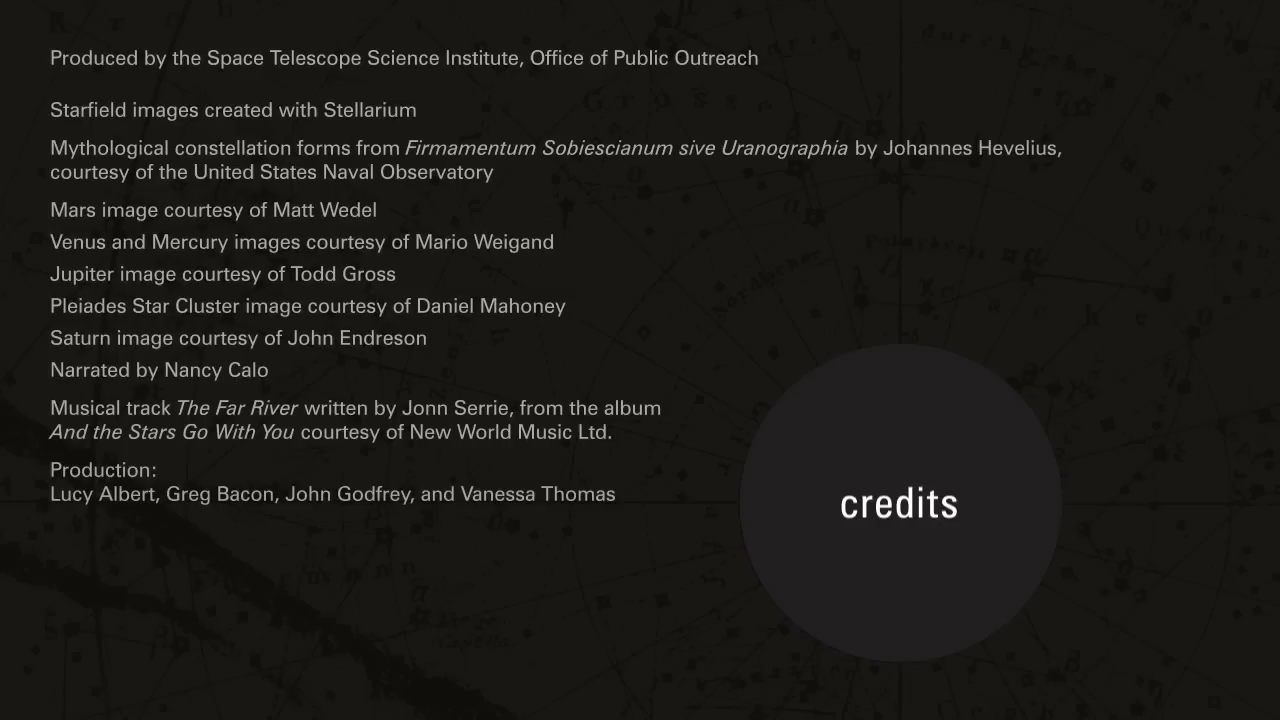 Produced by the Space Telescope Science Institute, Office of Public Outreach
Starfield images created with Stellarium
Mythological constellation forms from Firmamentum Sobiescianum sive Uranographia by Johannes Hevelius,
courtesy of the United States Naval Observatory
Mars image courtesy of Matt Wedel
Venus and Mercury images courtesy of Mario Weigand
Jupiter image courtesy of Todd Gross
Pleiades Star Cluster image courtesy of Daniel Mahoney
Saturn image courtesy of John Endreson
Narrated by Nancy Calo
Musical track The Far River written by Jonn Serrie, from the album
And the Stars Go With You courtesy of New World Music Ltd.
Production:
Lucy Albert, Greg Bacon, John Godfrey, and Vanessa Thomas
credits